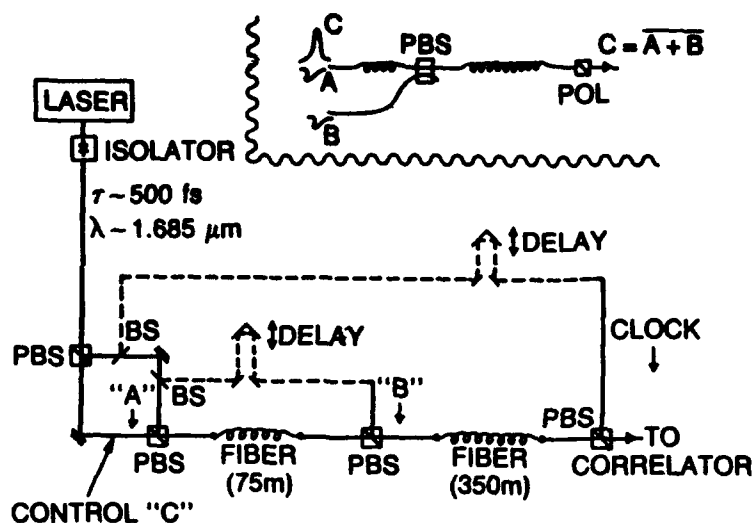 C
PBS
C = A + B
A
POL
B
LASER
ISOLATOR
τ ~ 500 fs
λ ~ 1.685 μm
DELAY
BS
DELAY
CLOCK
PBS
"A"
BS
"B"
PBS
TO
CORRELATOR
PBS
FIBER
(75m)
PBS
FIBER
(350m)
CONTROL "C"